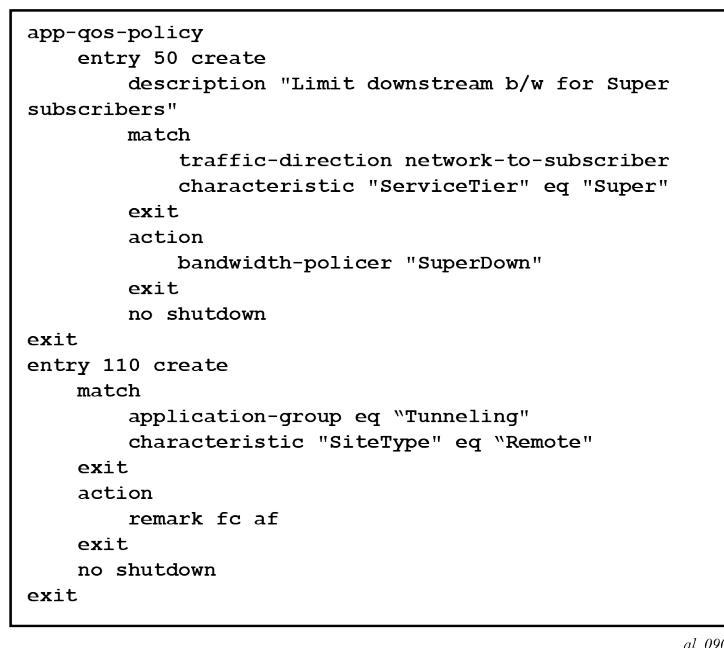 app-qos-policy
    entry 50 create
        description "Limit downstream b/w for Super
subscribers"
        match
            traffic-direction network-to-subscriber
            characteristic "ServiceTier" eq "Super"
        exit
        action
            bandwidth-policer "SuperDown"
        exit
        no shutdown
exit
entry 110 create
    match
        application-group eq “Tunneling"
        characteristic "SiteType" eq “Remote"
    exit
    action
        remark fc af
    exit
    no shutdown
exit